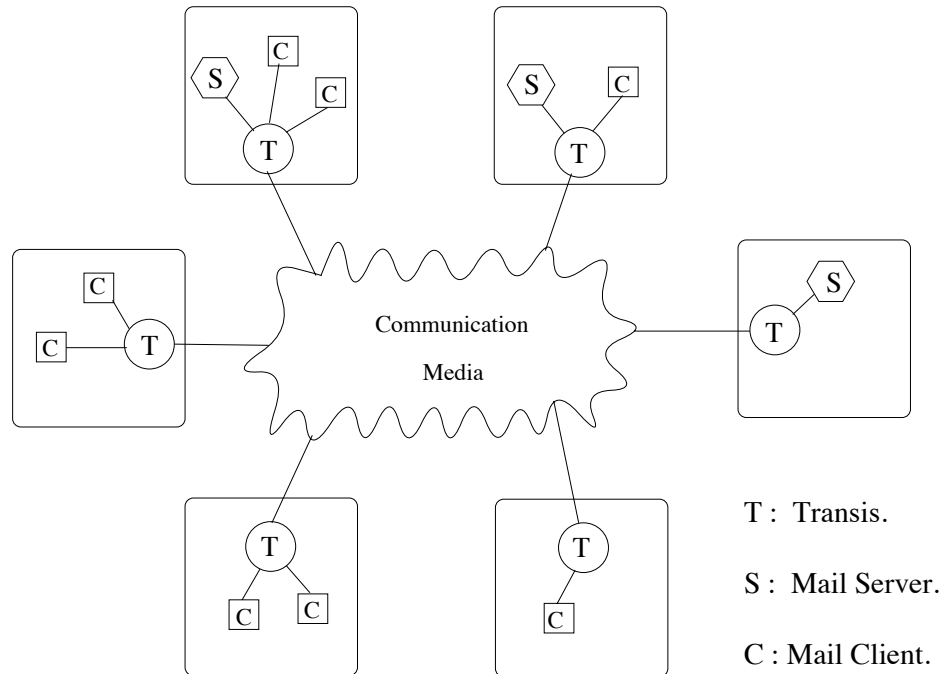 C
S
C
T
S
C
T
C
C
T
Communication
Media
S
T
T
C
C
T
C
T : Transis.
S : Mail Server.
C : Mail Client.